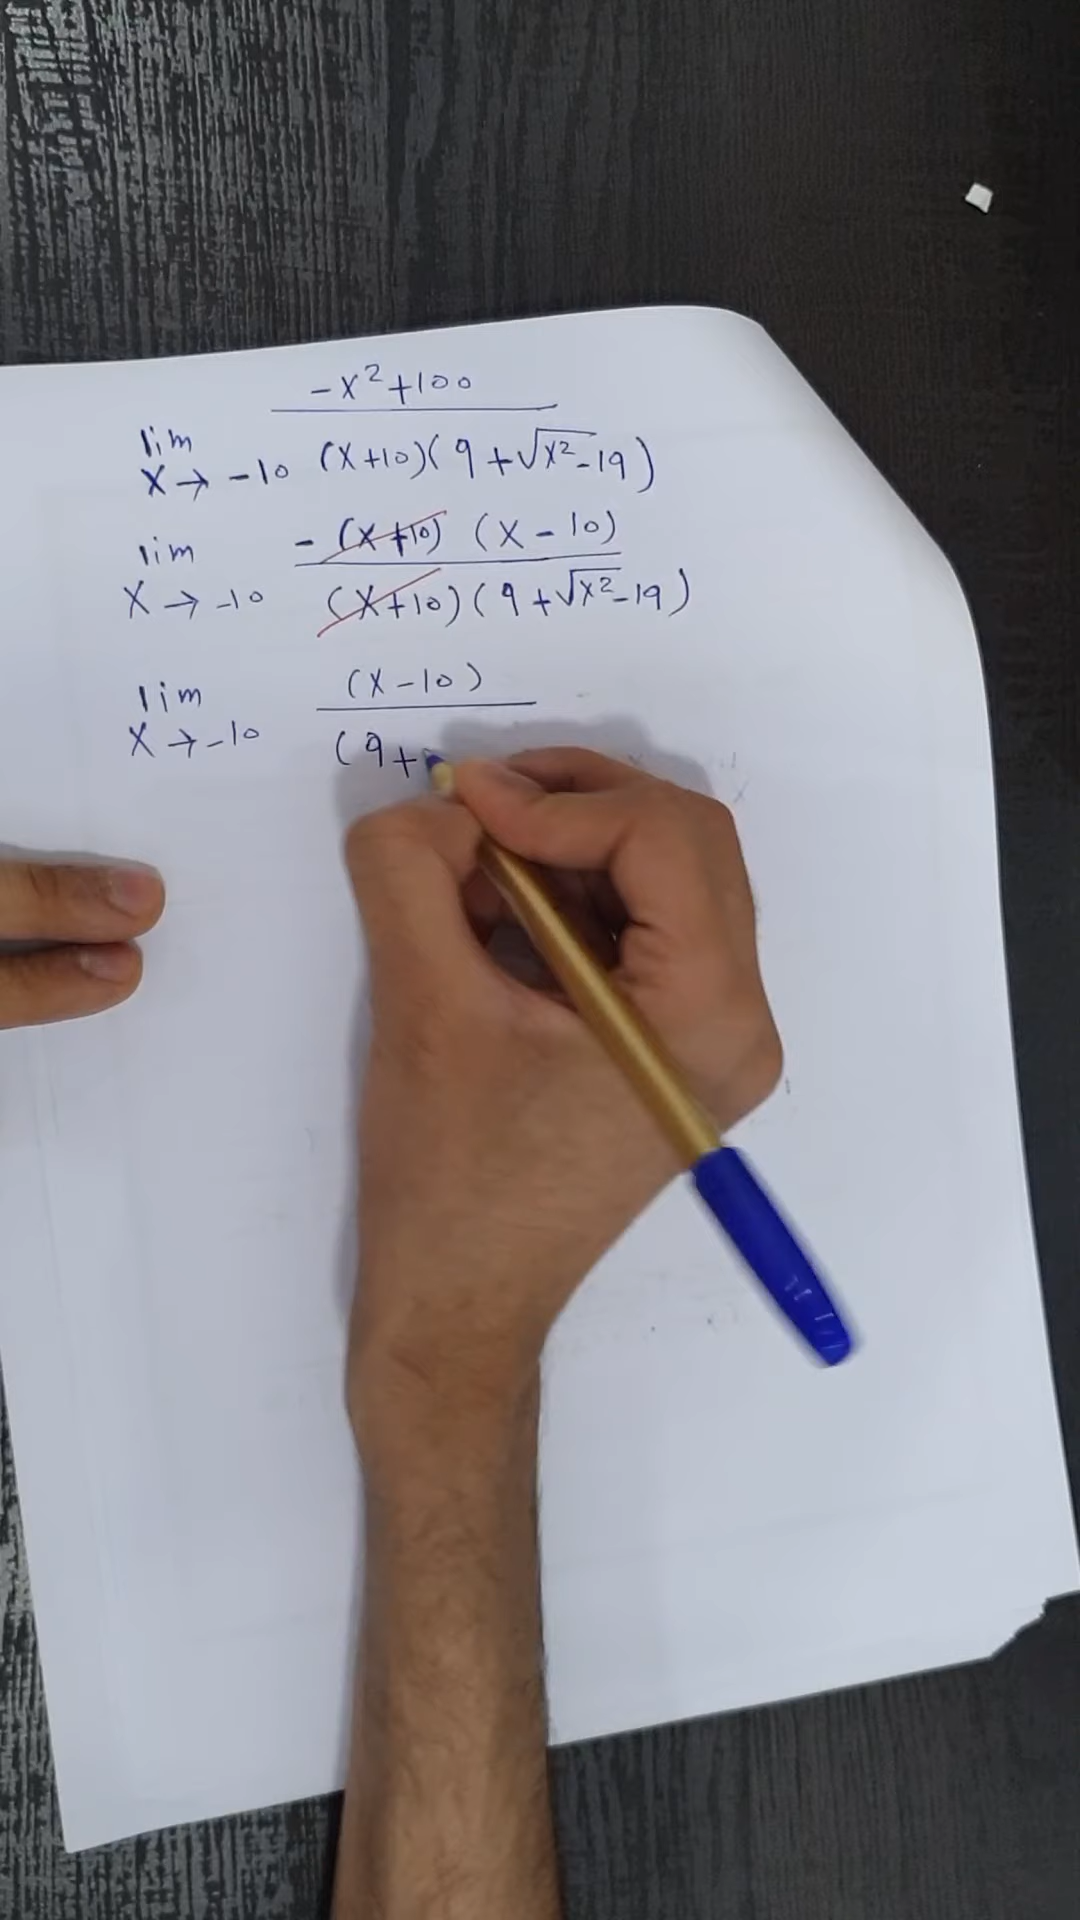 -x²+100
lim
x→-10 (x+10)(9+√x²-19)
-(x+10) (x-10)
lim
x→-10 (x+10)(9+√x²-19)
(x-10)
lim
x→-10 (9+